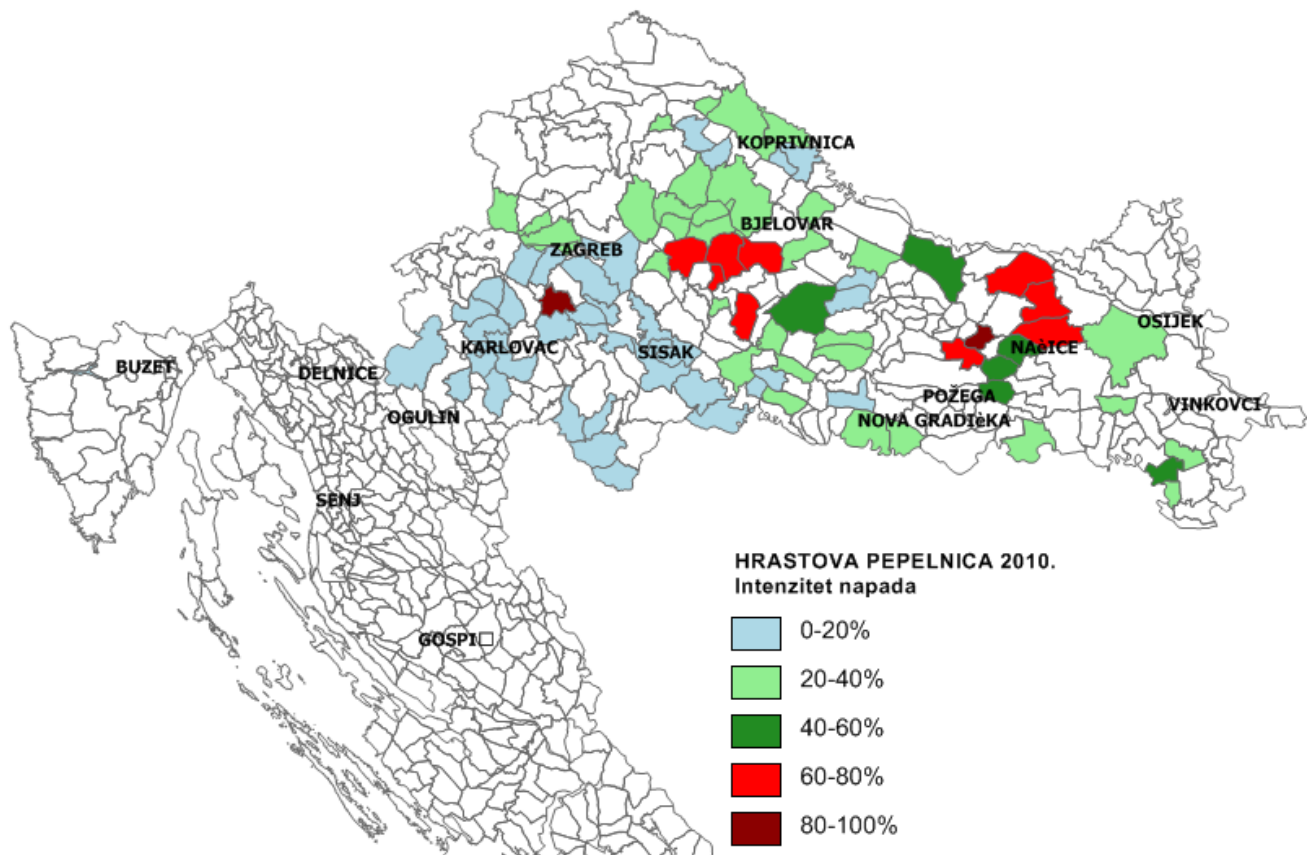 KOPRIVNICA
BJELOVAR
ZAGREB
OSIJEK
KARLOVAC
SISAK
NAèICE
BUZET
DELNICE
POŽEGA
VINKOVCI
OGULIN
NOVA GRADIèKA
SENJ
GOSPI□
HRASTOVA PEPELNICA 2010.
Intenzitet napada
0-20%
20-40%
40-60%
60-80%
80-100%